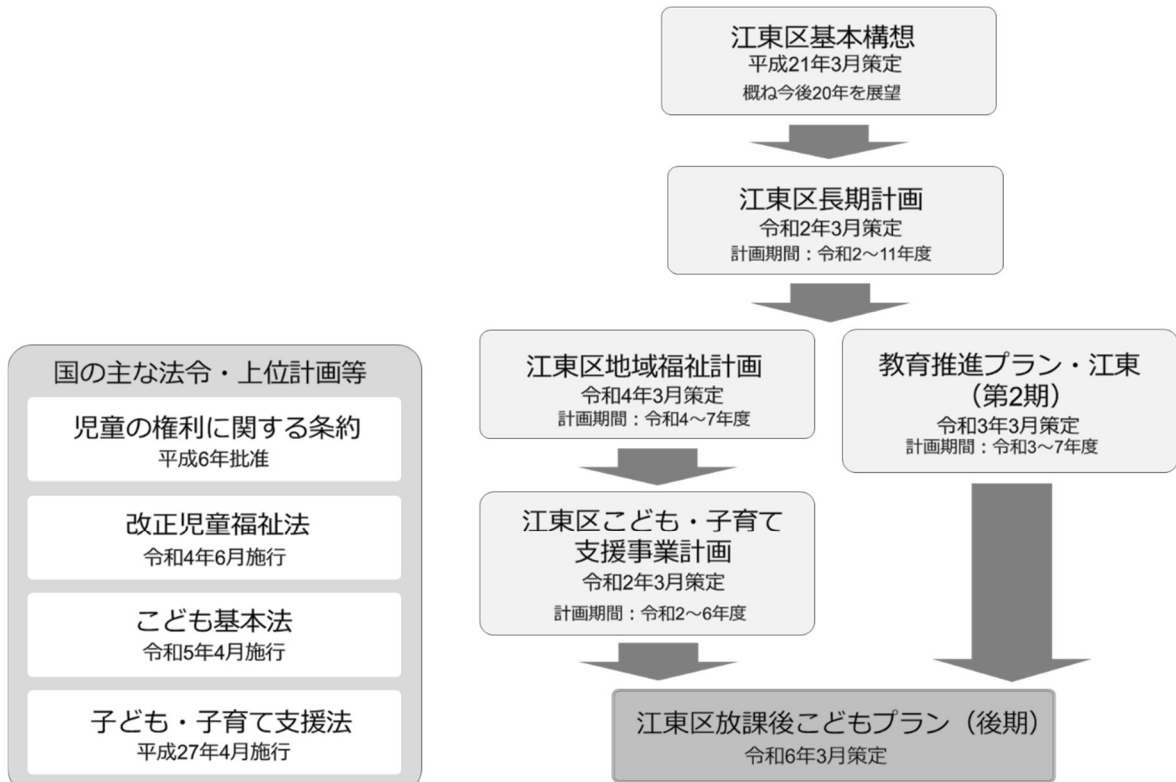 江東区基本構想
平成21年3月策定
概ね今後20年を展望
江東区長期計画
令和2年3月策定
計画期間：令和2～11年度
江東区地域福祉計画
令和4年3月策定
計画期間：令和4～7年度
教育推進プラン・江東
（第2期）
令和3年3月策定
計画期間：令和3～7年度
江東区こども・子育て
支援事業計画
令和2年3月策定
計画期間：令和2～6年度
江東区放課後こどもプラン（後期）
令和6年3月策定
国の主な法令・上位計画等
児童の権利に関する条約
平成6年批准
改正児童福祉法
令和4年6月施行
こども基本法
令和5年4月施行
子ども・子育て支援法
平成27年4月施行